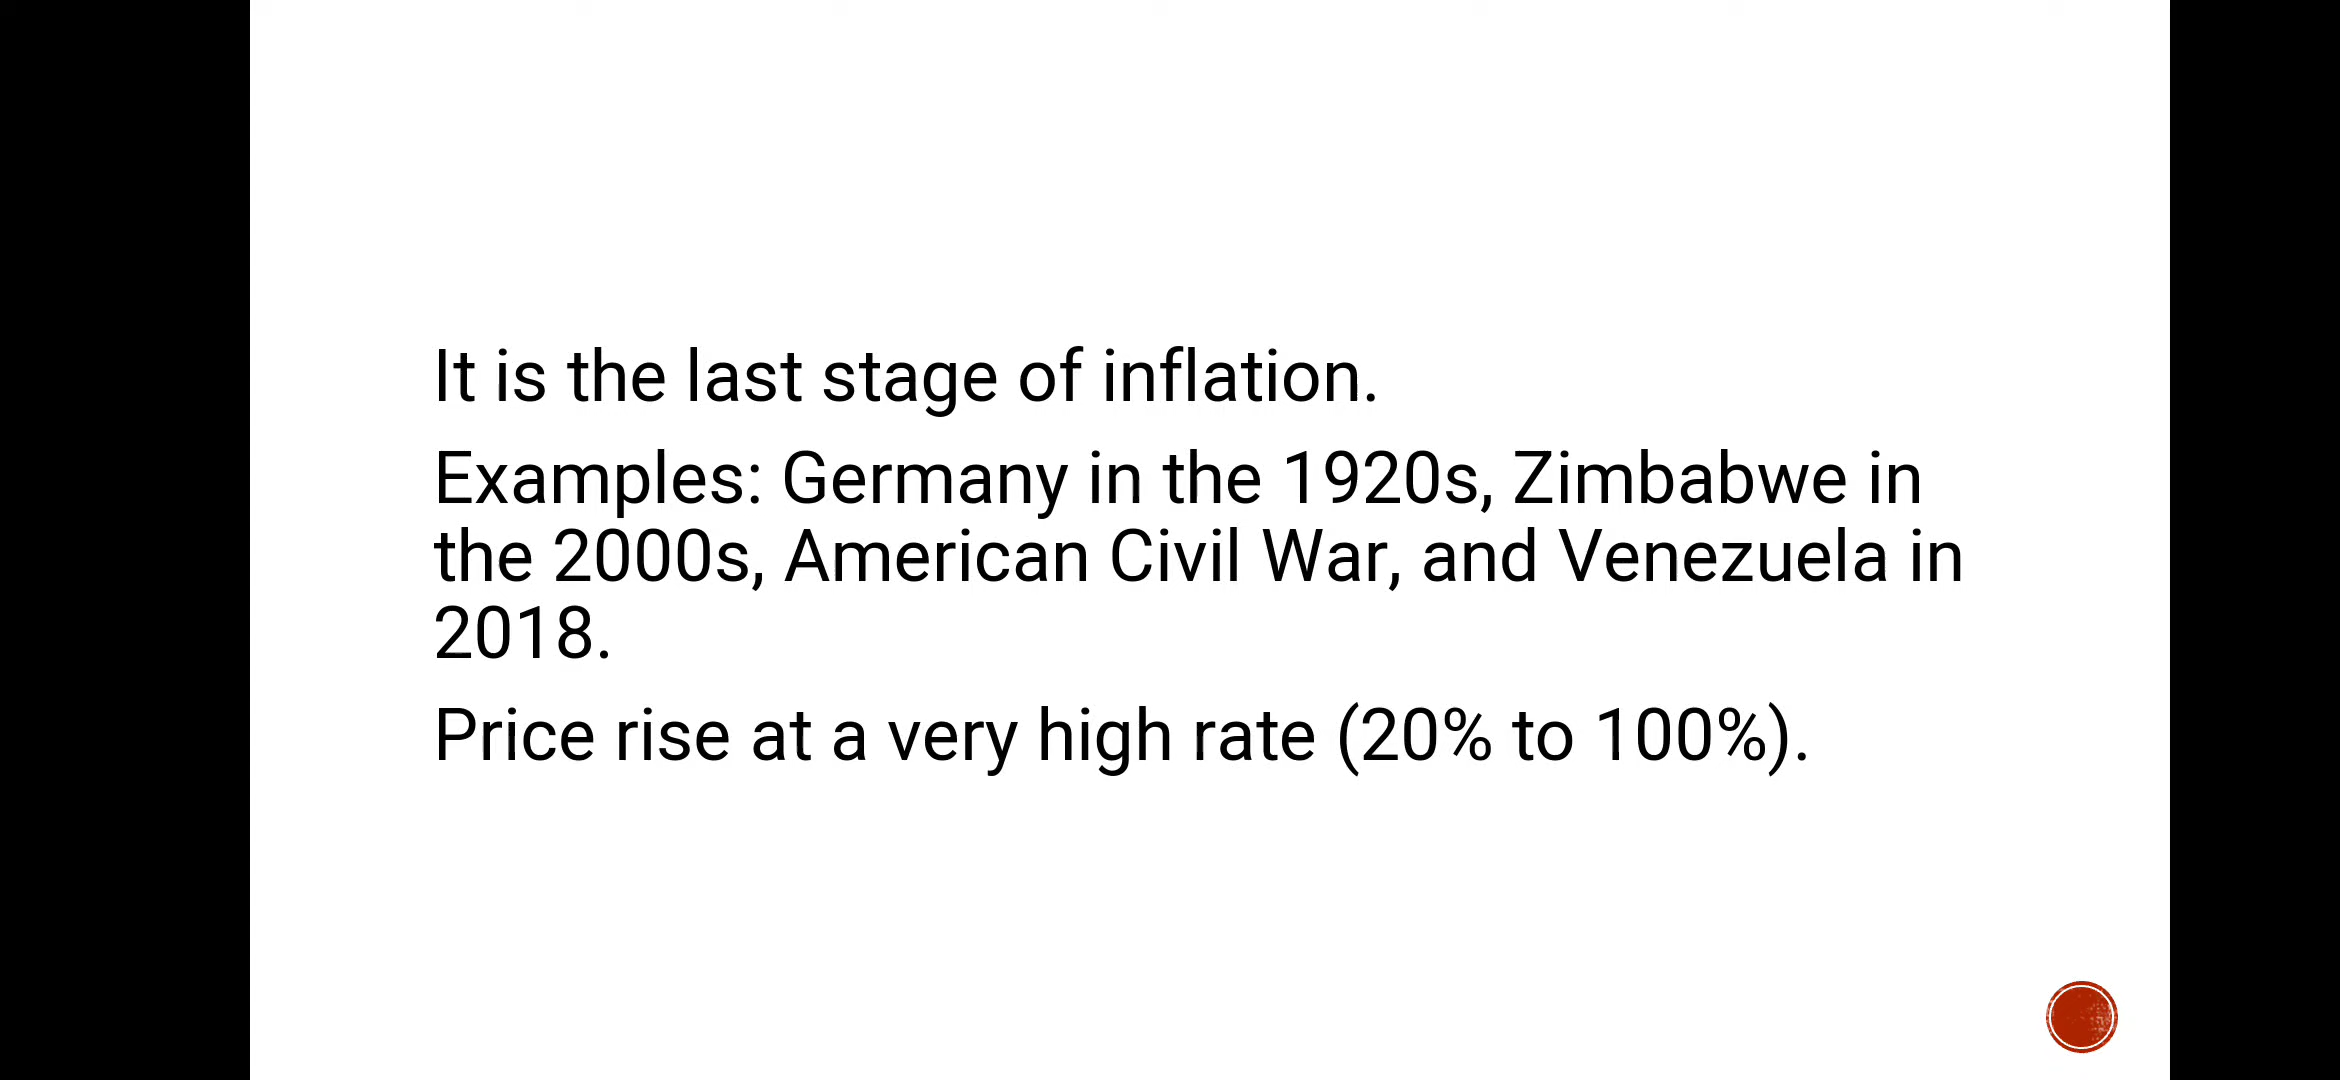 It is the last stage of inflation.
Examples: Germany in the 1920s, Zimbabwe in
the 2000s, American Civil War, and Venezuela in
2018.
Price rise at a very high rate (20% to 100%).